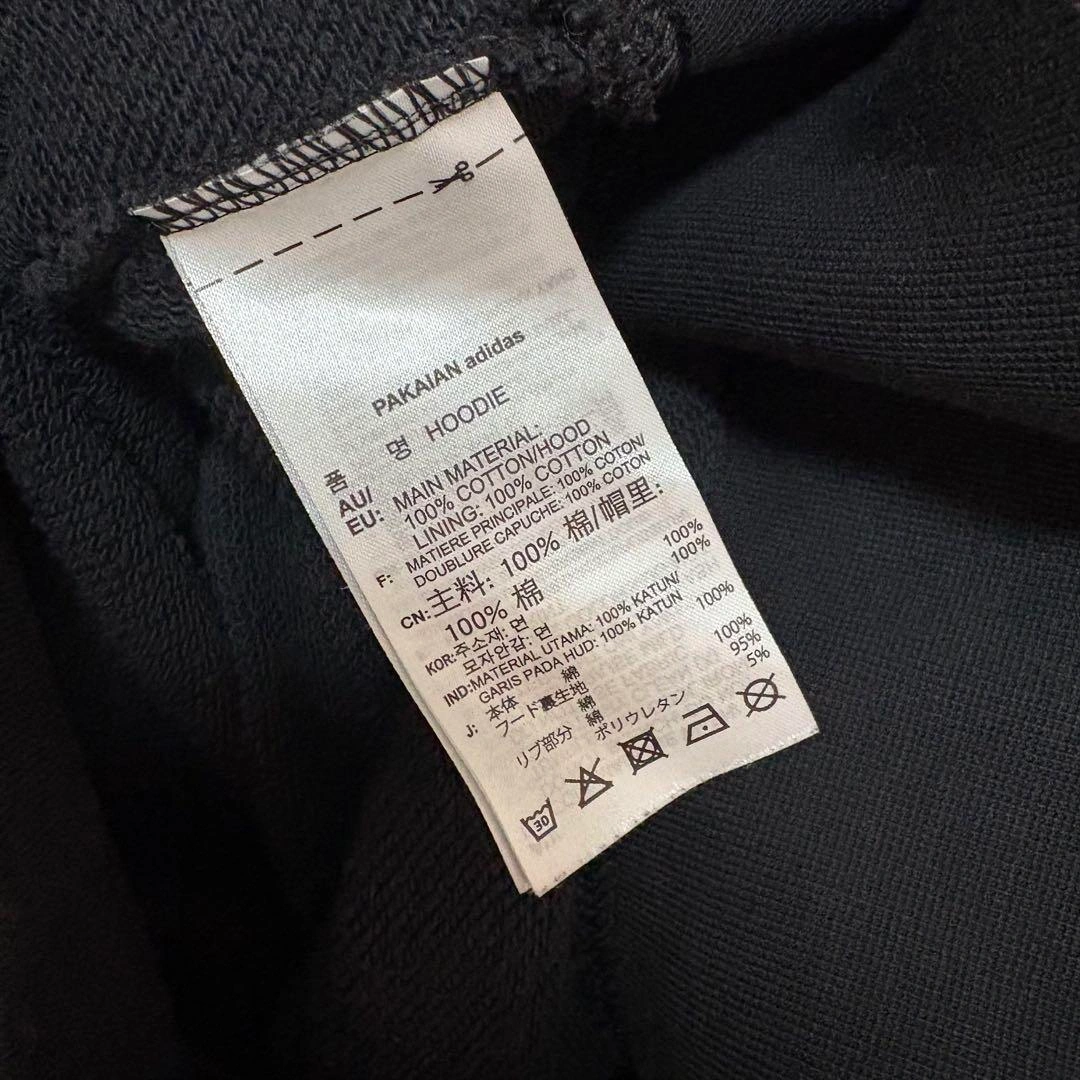 PAKAIAN adidas
품 명 HOODIE
AU/
EU: MAIN MATERIAL:
100% COTTON/HOOD
LINING: 100% COTTON
F: MATIERE PRINCIPALE: 100% COTON/
DOUBLURE CAPUCHE: 100% COTON
CN: 主料: 100% 棉/帽里:
100% 棉
KOR: 주소재: 면 100%
모자안감: 면 100%
IND: MATERIAL UTAMA: 100% KATUN/
GARIS PADA HUD: 100% KATUN
J: 本体 綿 100%
フード裏生地 綿 100%
リブ部分 綿 95%
ポリウレタン 5%
30